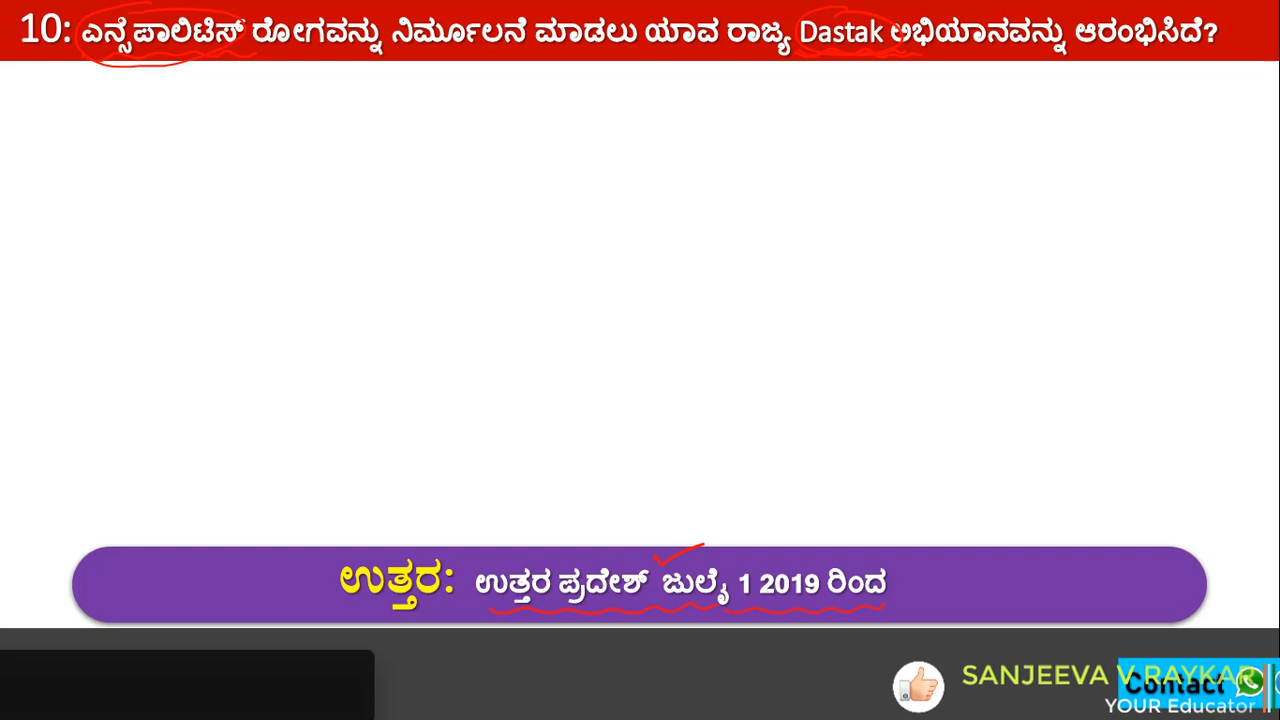 10: ಎನ್ಸೆಪಾಲಿಟಿಸ್ ರೋಗವನ್ನು ನಿರ್ಮೂಲನೆ ಮಾಡಲು ಯಾವ ರಾಜ್ಯ Dastak ಅಭಿಯಾನವನ್ನು ಆರಂಭಿಸಿದೆ?
ಉತ್ತರ: ಉತ್ತರ ಪ್ರದೇಶ್ ಜುಲೈ 1 2019 ರಿಂದ
SANJEEVA V RAYKAR
Contact
YOUR Educator